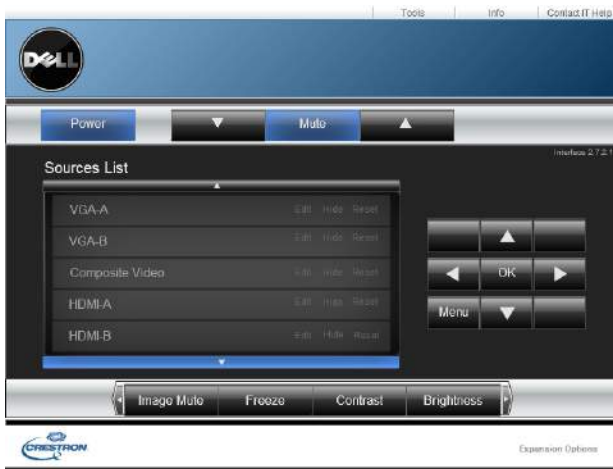 Tools Info Contact IT Help
DELL
Power Mute
Interface 2.7.2.1
Sources List
VGA-A Edit Hide Reset
VGA-B Edit Hide Reset
Composite Video Edit Hide Reset
HDMI-A Edit Hide Reset
HDMI-B Edit Hide Reset
OK
Menu
Image Mute Freeze Contrast Brightness
CRESTRON Expansion Options